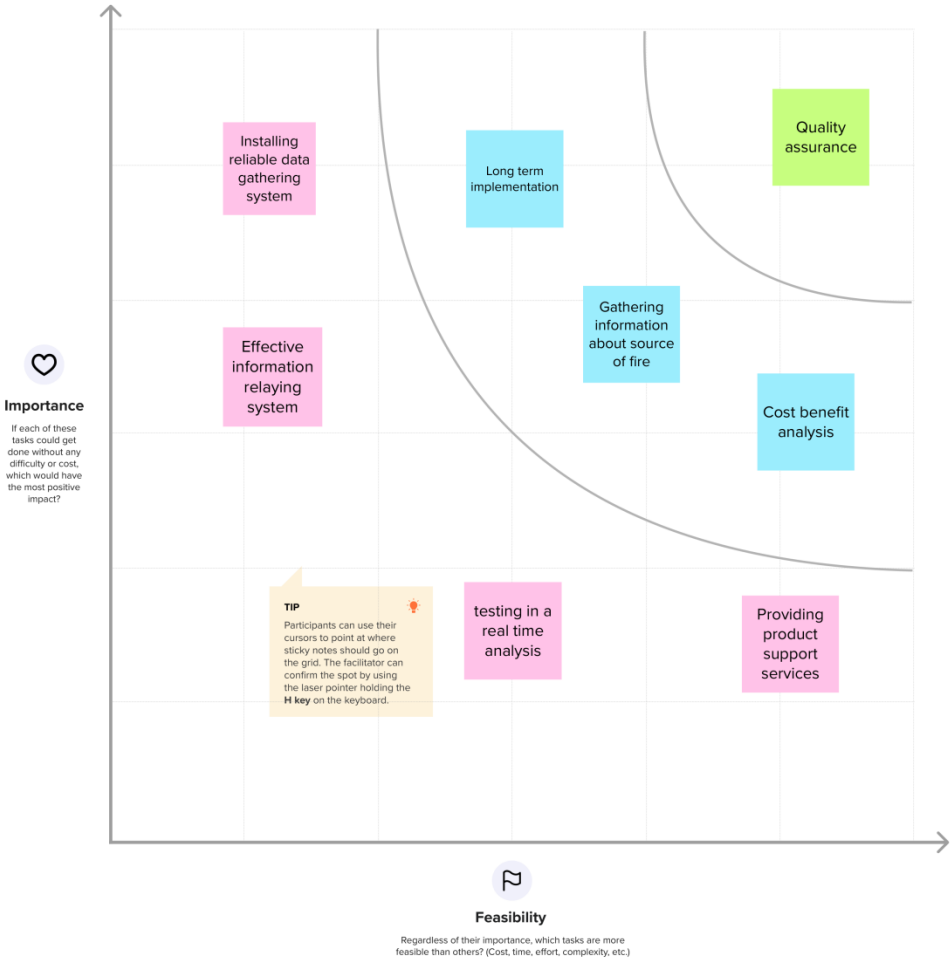 Installing
reliable data
gathering
system
Long term
implementation
Quality
assurance
Gathering
information
about source
of fire
Effective
information
relaying
system
Cost benefit
analysis
Importance
If each of these
tasks could get
done without any
difficulty or cost,
which would have
the most positive
impact?
TIP
Participants can use their
cursors to point at where
sticky notes should go on
the grid. The facilitator can
confirm the spot by using
the laser pointer holding the
H key on the keyboard.
testing in a
real time
analysis
Providing
product
support
services
Feasibility
Regardless of their importance, which tasks are more
feasible than others? (Cost, time, effort, complexity, etc.)